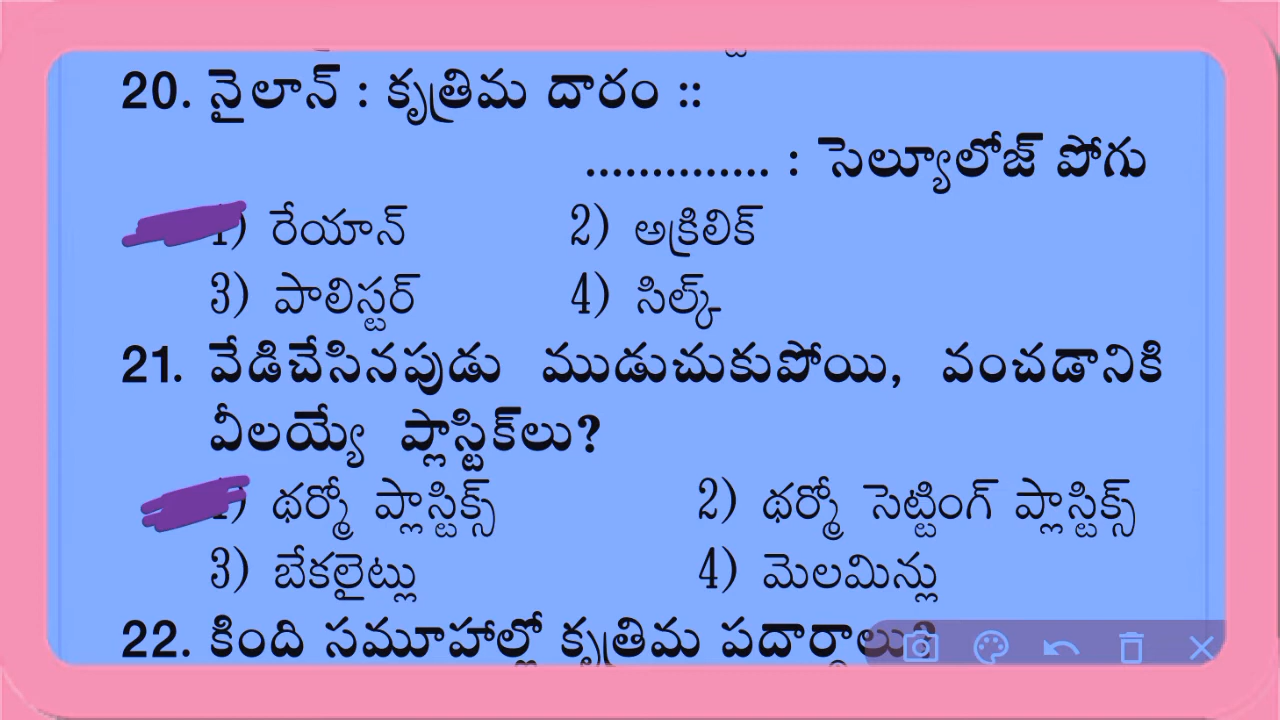 20. నైలాన్ : కృత్రిమ దారం ::
.............. : సెల్యూలోజ్ పోగు
1) రేయాన్ 2) అక్రిలిక్
3) పాలిస్టర్ 4) సిల్క్
21. వేడిచేసినపుడు ముడుచుకుపోయి, వంచడానికి
వీలయ్యే ప్లాస్టిక్‌లు?
1) థర్మో ప్లాస్టిక్స్ 2) థర్మో సెట్టింగ్ ప్లాస్టిక్స్
3) బేకలైట్లు 4) మెలమిన్లు
22. కింది సమూహాల్లో కృత్రిమ పదార్థాలు?